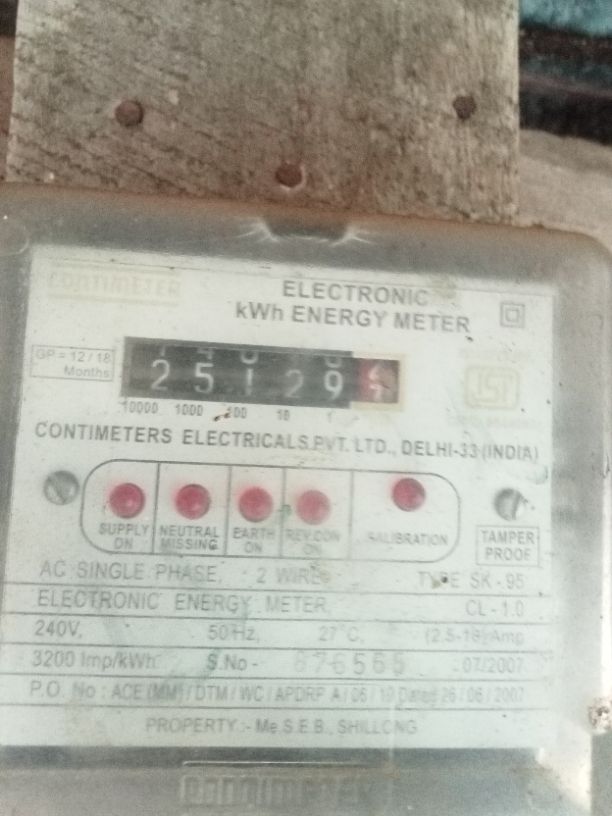 CONTIMETER
ELECTRONIC
kWh ENERGY METER
GP = 12 / 18
Months
2 5 1 2 9
10000 1000 100 10 1
ISI
CONTIMETERS ELECTRICALS PVT. LTD., DELHI-33 (INDIA)
SUPPLY ON
NEUTRAL MISSING
EARTH ON
REV.CON ON
CALIBRATION
TAMPER PROOF
AC SINGLE PHASE, 2 WIRE TYPE SK - 95
ELECTRONIC ENERGY METER, CL - 1.0
240V, 50 Hz, 27°C, (2.5-10) Amp
3200 Imp/kWh S.No - 676565 07/2007
P.O. No : ACE (MM) / DTM / WC / APDRP A / 06 / 10 Dated 26 / 06 / 2007
PROPERTY :- Me.S.E.B., SHILLONG
CONTIMETER